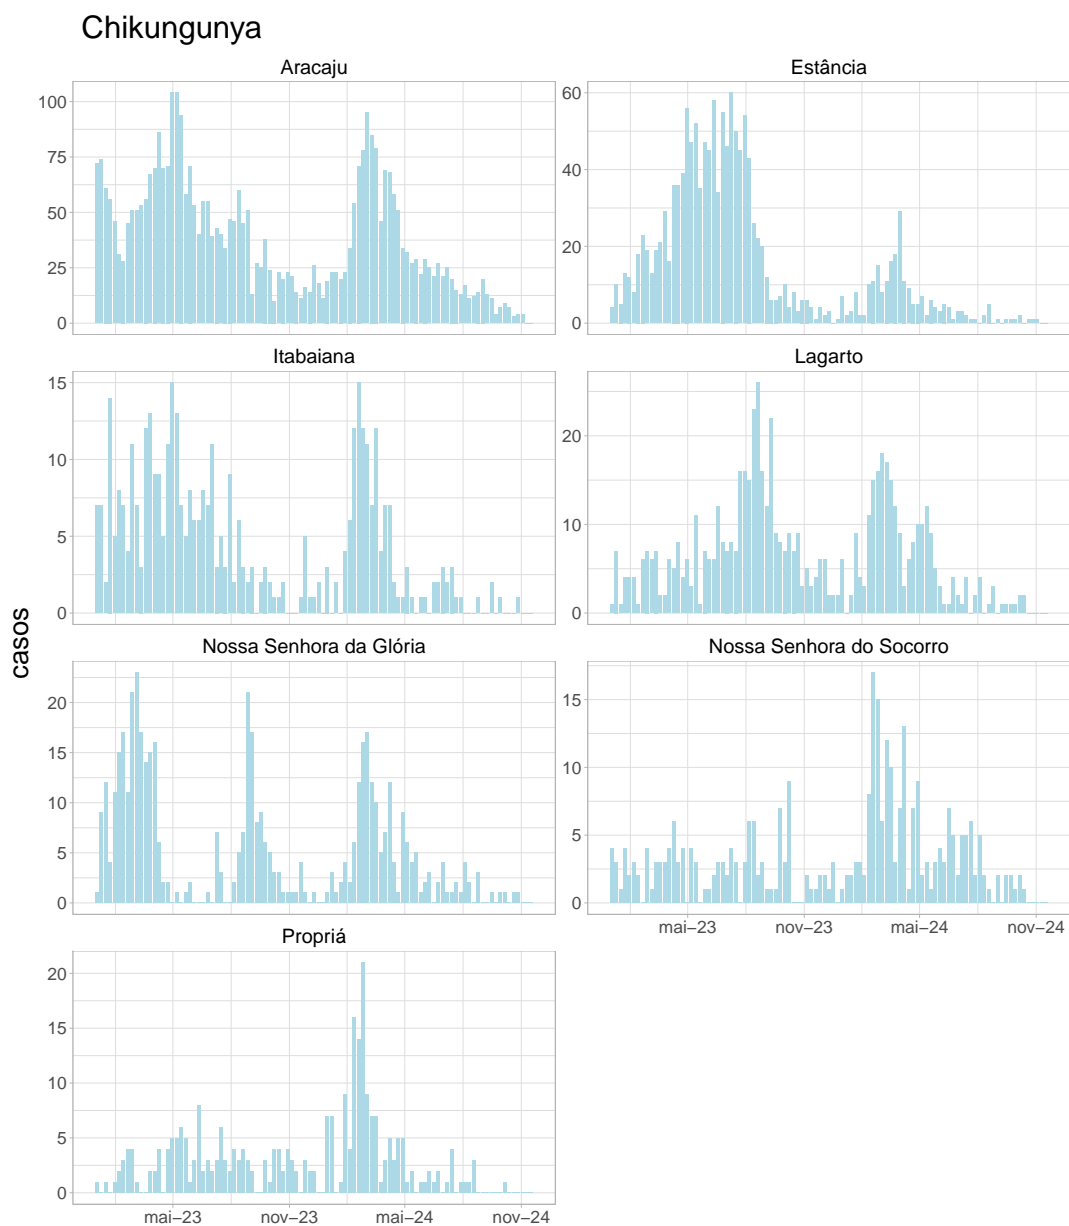 Chikungunya
Aracaju
Estância
100
75
50
25
0
60
40
20
0
Itabaiana
Lagarto
15
10
5
0
20
10
0
casos
Nossa Senhora da Glória
Nossa Senhora do Socorro
20
15
10
5
0
15
10
5
0
mai−23
nov−23
mai−24
nov−24
Propriá
20
15
10
5
0
mai−23
nov−23
mai−24
nov−24